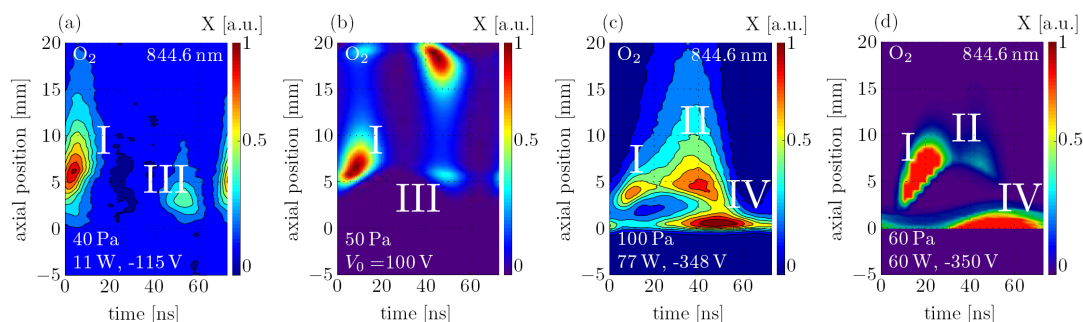 (a)
X [a.u.]
O₂
844.6 nm
I
III
40 Pa
11 W, -115 V
axial position [mm]
20
15
10
5
0
−5
0 20 40 60
time [ns]
1
0.5
0
(b)
X [a.u.]
O₂
844.6 nm
I
III
50 Pa
V₀ =100 V
axial position [mm]
20
15
10
5
0
−5
0 20 40 60
time [ns]
1
0.5
0
(c)
X [a.u.]
O₂
844.6 nm
II
I
IV
100 Pa
77 W, -348 V
axial position [mm]
20
15
10
5
0
−5
0 20 40 60
time [ns]
1
0.5
0
(d)
X [a.u.]
O₂
844.6 nm
I
II
IV
60 Pa
60 W, -350 V
axial position [mm]
20
15
10
5
0
−5
0 20 40 60
time [ns]
1
0.5
0